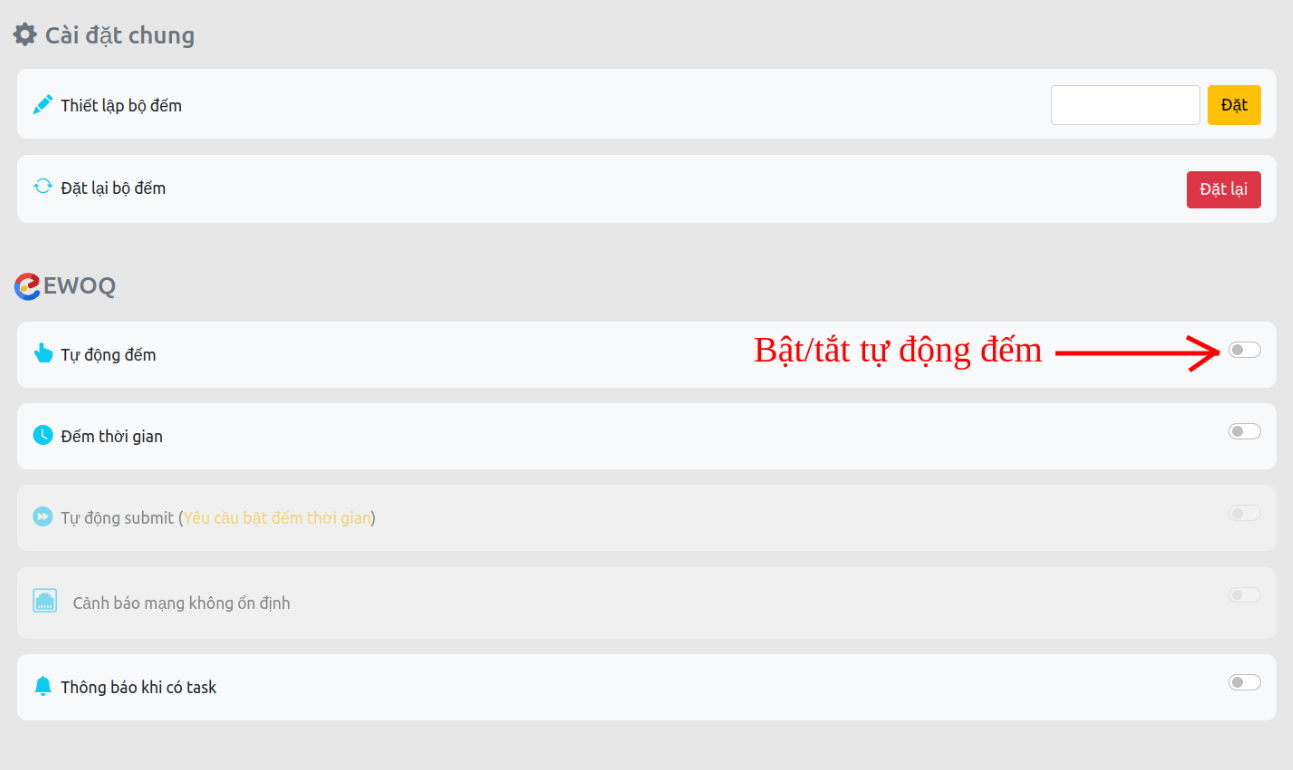 Cài đặt chung
Thiết lập bộ đếm
Đặt
Đặt lại bộ đếm
Đặt lại
EWOQ
Tự động đếm
Bật/tắt tự động đếm
Đếm thời gian
Tự động submit (Yêu cầu bật đếm thời gian)
Cảnh báo mạng không ổn định
Thông báo khi có task